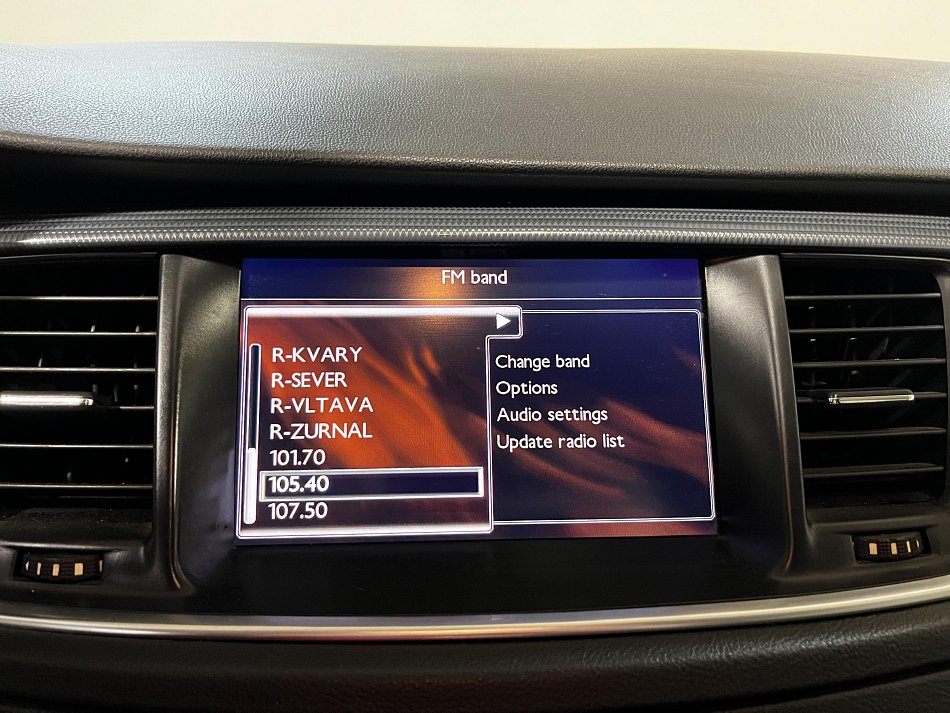 FM band
R-KVARY
R-SEVER
R-VLTAVA
R-ZURNAL
101.70
105.40
107.50
Change band
Options
Audio settings
Update radio list